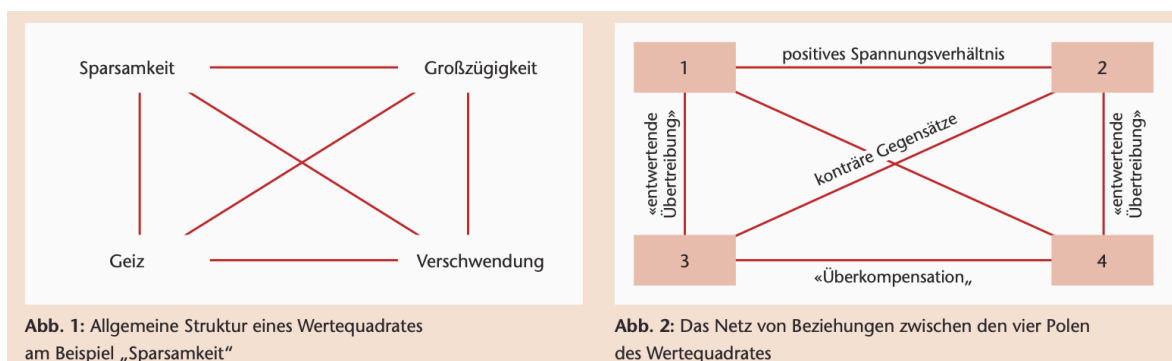 Sparsamkeit
Großzügigkeit
Geiz
Verschwendung
Abb. 1: Allgemeine Struktur eines Wertequadrates
am Beispiel „Sparsamkeit“
1
positives Spannungsverhältnis
2
«entwertende
Übertreibung»
konträre Gegensätze
«entwertende
Übertreibung»
3
«Überkompensation„
4
Abb. 2: Das Netz von Beziehungen zwischen den vier Polen
des Wertequadrates